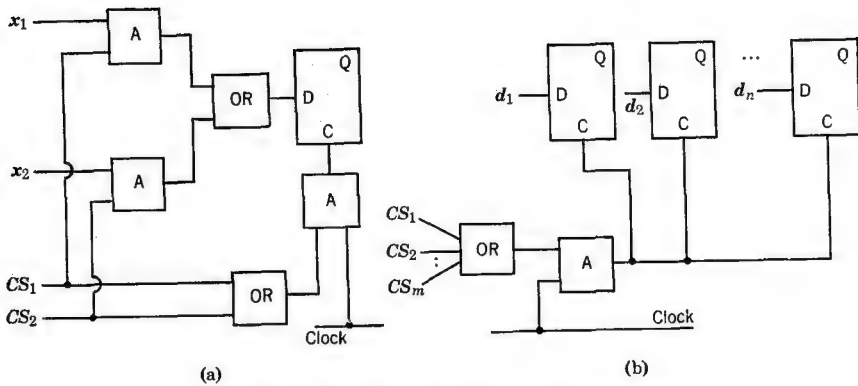 x₁
A
OR
D
Q
C
x₂
A
A
CS₁
CS₂
OR
Clock
(a)
d₁
D
Q
C
d₂
D
Q
C
...
dₙ
D
Q
C
CS₁
CS₂
⋮
CSₘ
OR
A
Clock
(b)